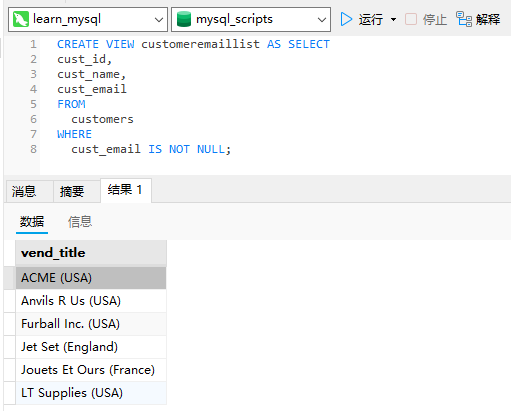 learn_mysql mysql_scripts 运行 停止 解释
1 CREATE VIEW customeremaillist AS SELECT
2 cust_id,
3 cust_name,
4 cust_email
5 FROM
6 customers
7 WHERE
8 cust_email IS NOT NULL;
消息 摘要 结果 1
数据 信息
vend_title
ACME (USA)
Anvils R Us (USA)
Furball Inc. (USA)
Jet Set (England)
Jouets Et Ours (France)
LT Supplies (USA)